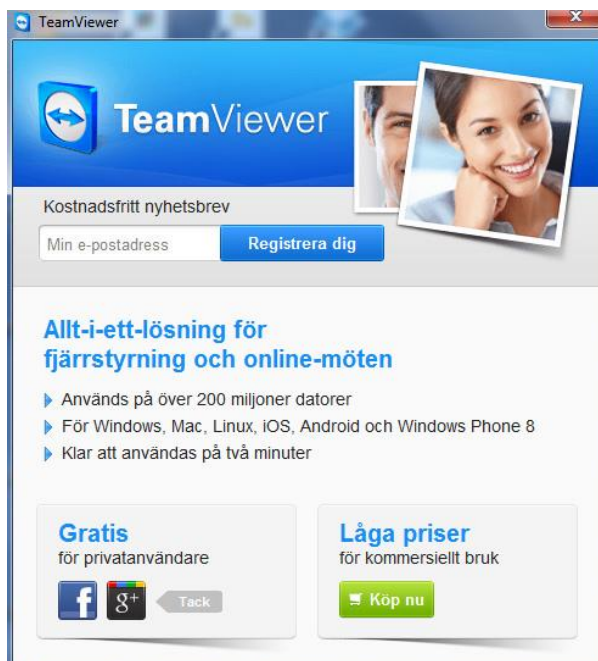 TeamViewer
TeamViewer
Kostnadsfritt nyhetsbrev
Min e-postadress
Registrera dig
Allt-i-ett-lösning för
fjärrstyrning och online-möten
Används på över 200 miljoner datorer
För Windows, Mac, Linux, iOS, Android och Windows Phone 8
Klar att användas på två minuter
Gratis
för privatanvändare
f
g+
Tack
Låga priser
för kommersiellt bruk
Köp nu